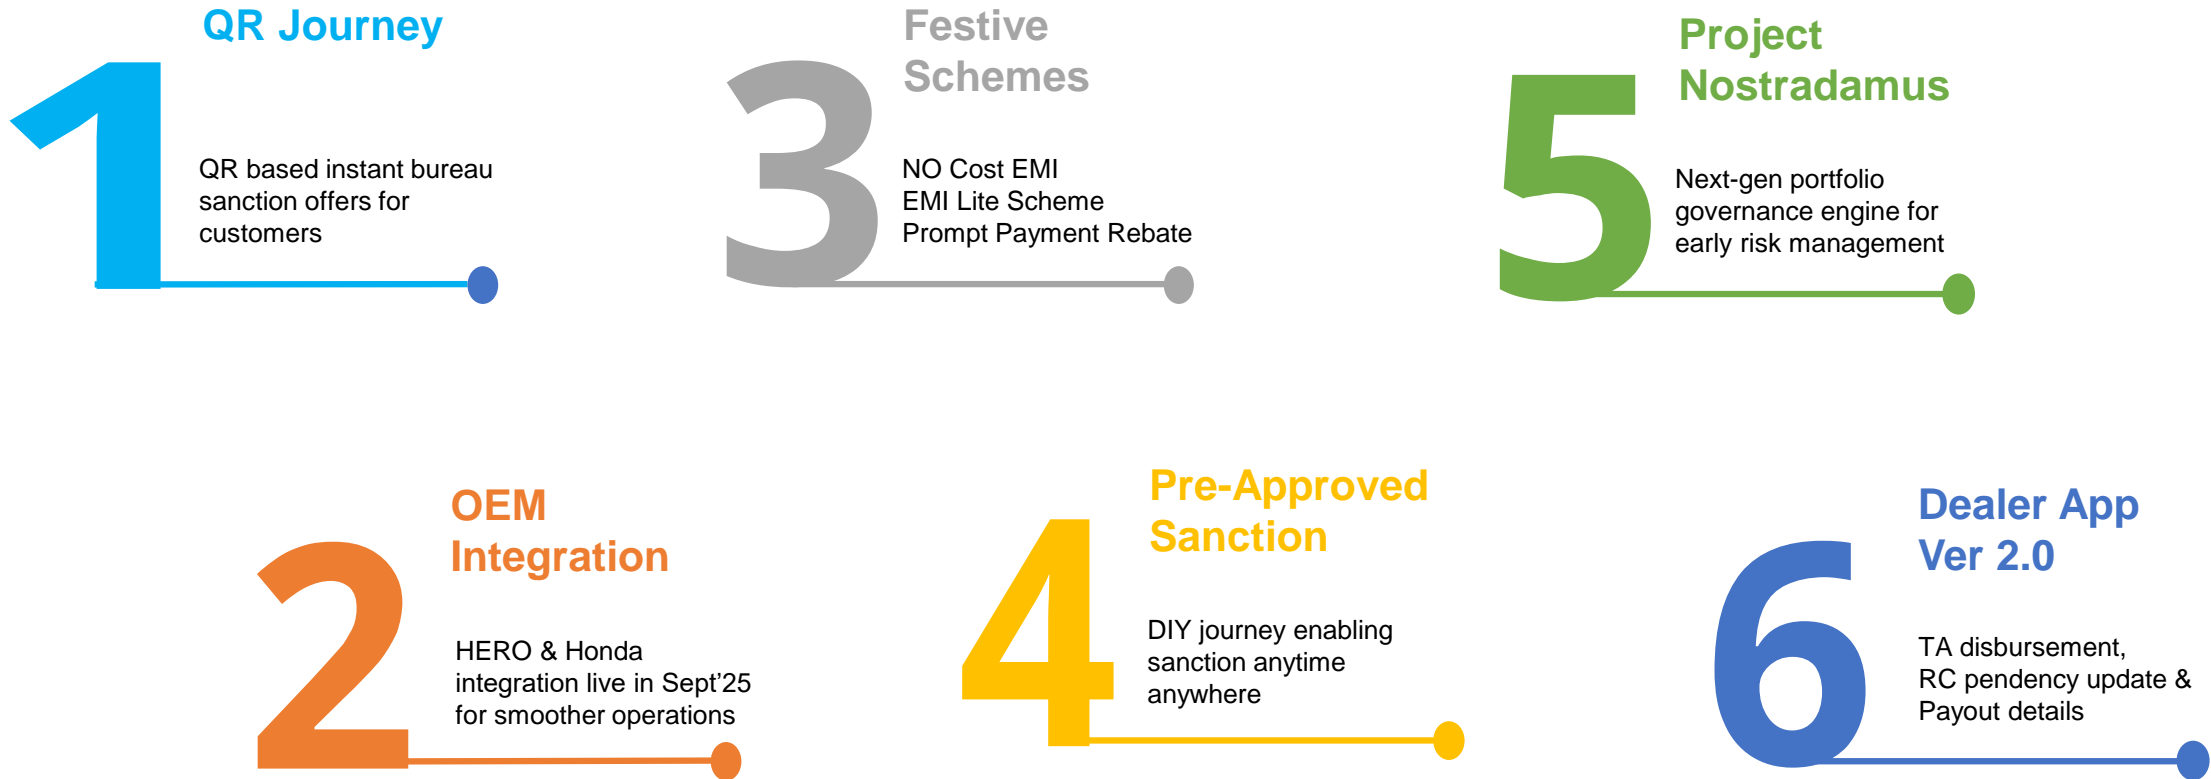 1
QR Journey
QR based instant bureau
sanction offers for
customers
2
OEM
Integration
HERO & Honda
integration live in Sept’25
for smoother operations
3
Festive
Schemes
NO Cost EMI
EMI Lite Scheme
Prompt Payment Rebate
4
Pre-Approved
Sanction
DIY journey enabling
sanction anytime
anywhere
5
Project
Nostradamus
Next-gen portfolio
governance engine for
early risk management
6
Dealer App
Ver 2.0
TA disbursement,
RC pendency update &
Payout details